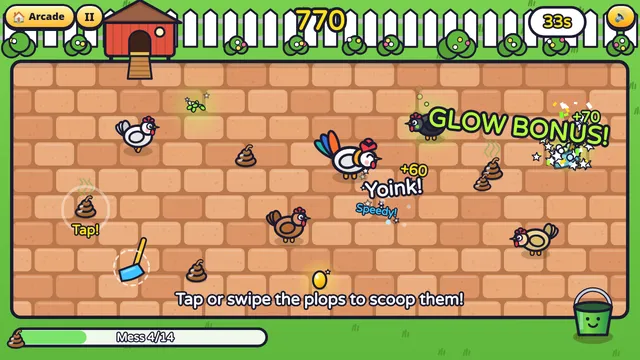 Arcade
770
33s
+70
GLOW BONUS!
+60
Yoink!
Speedy!
Tap!
Tap or swipe the plops to scoop them!
Mess 4/14